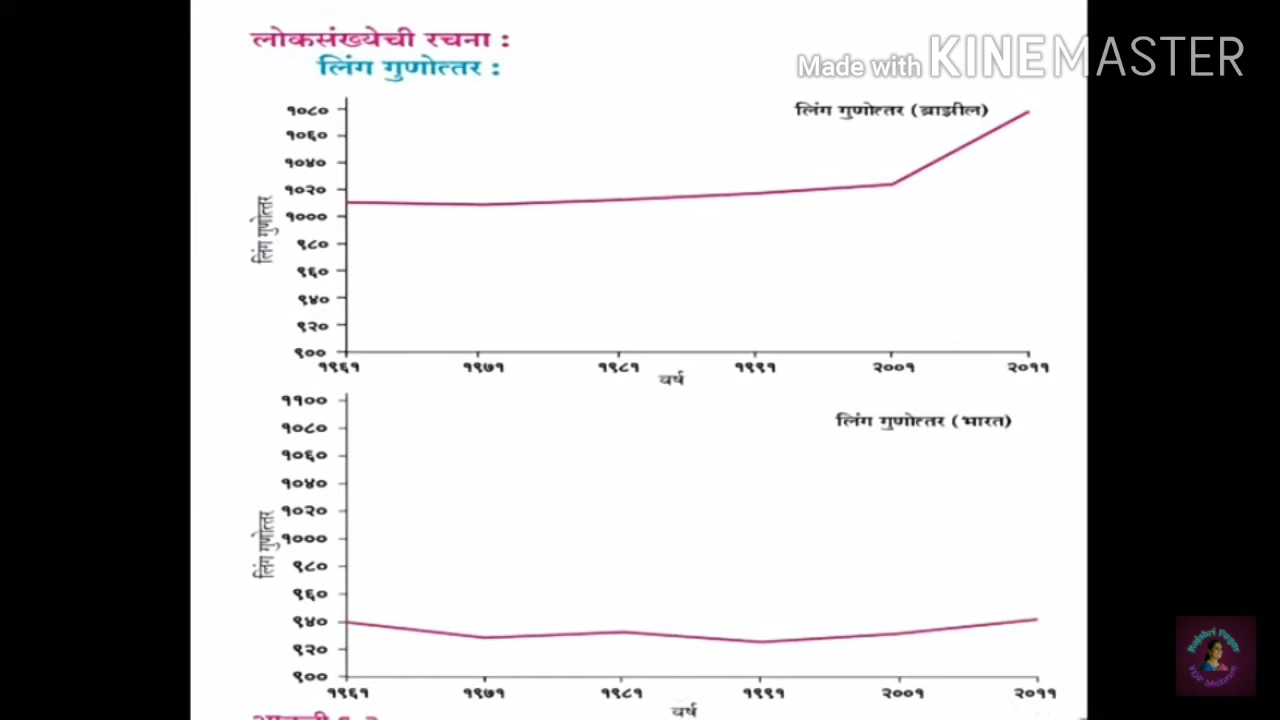 लोकसंख्येची रचना :
लिंग गुणोत्तर :
Made with KINEMASTER
लिंग गुणोत्तर (ब्राझील)
१०८०
१०६०
१०४०
१०२०
१०००
९८०
९६०
९४०
९२०
९००
लिंग गुणोत्तर
१९६१ १९७१ १९८१ १९९१ २००१ २०११
वर्ष
लिंग गुणोत्तर (भारत)
११००
१०८०
१०६०
१०४०
१०२०
१०००
९८०
९६०
९४०
९२०
९००
लिंग गुणोत्तर
१९६१ १९७१ १९८१ १९९१ २००१ २०११
वर्ष